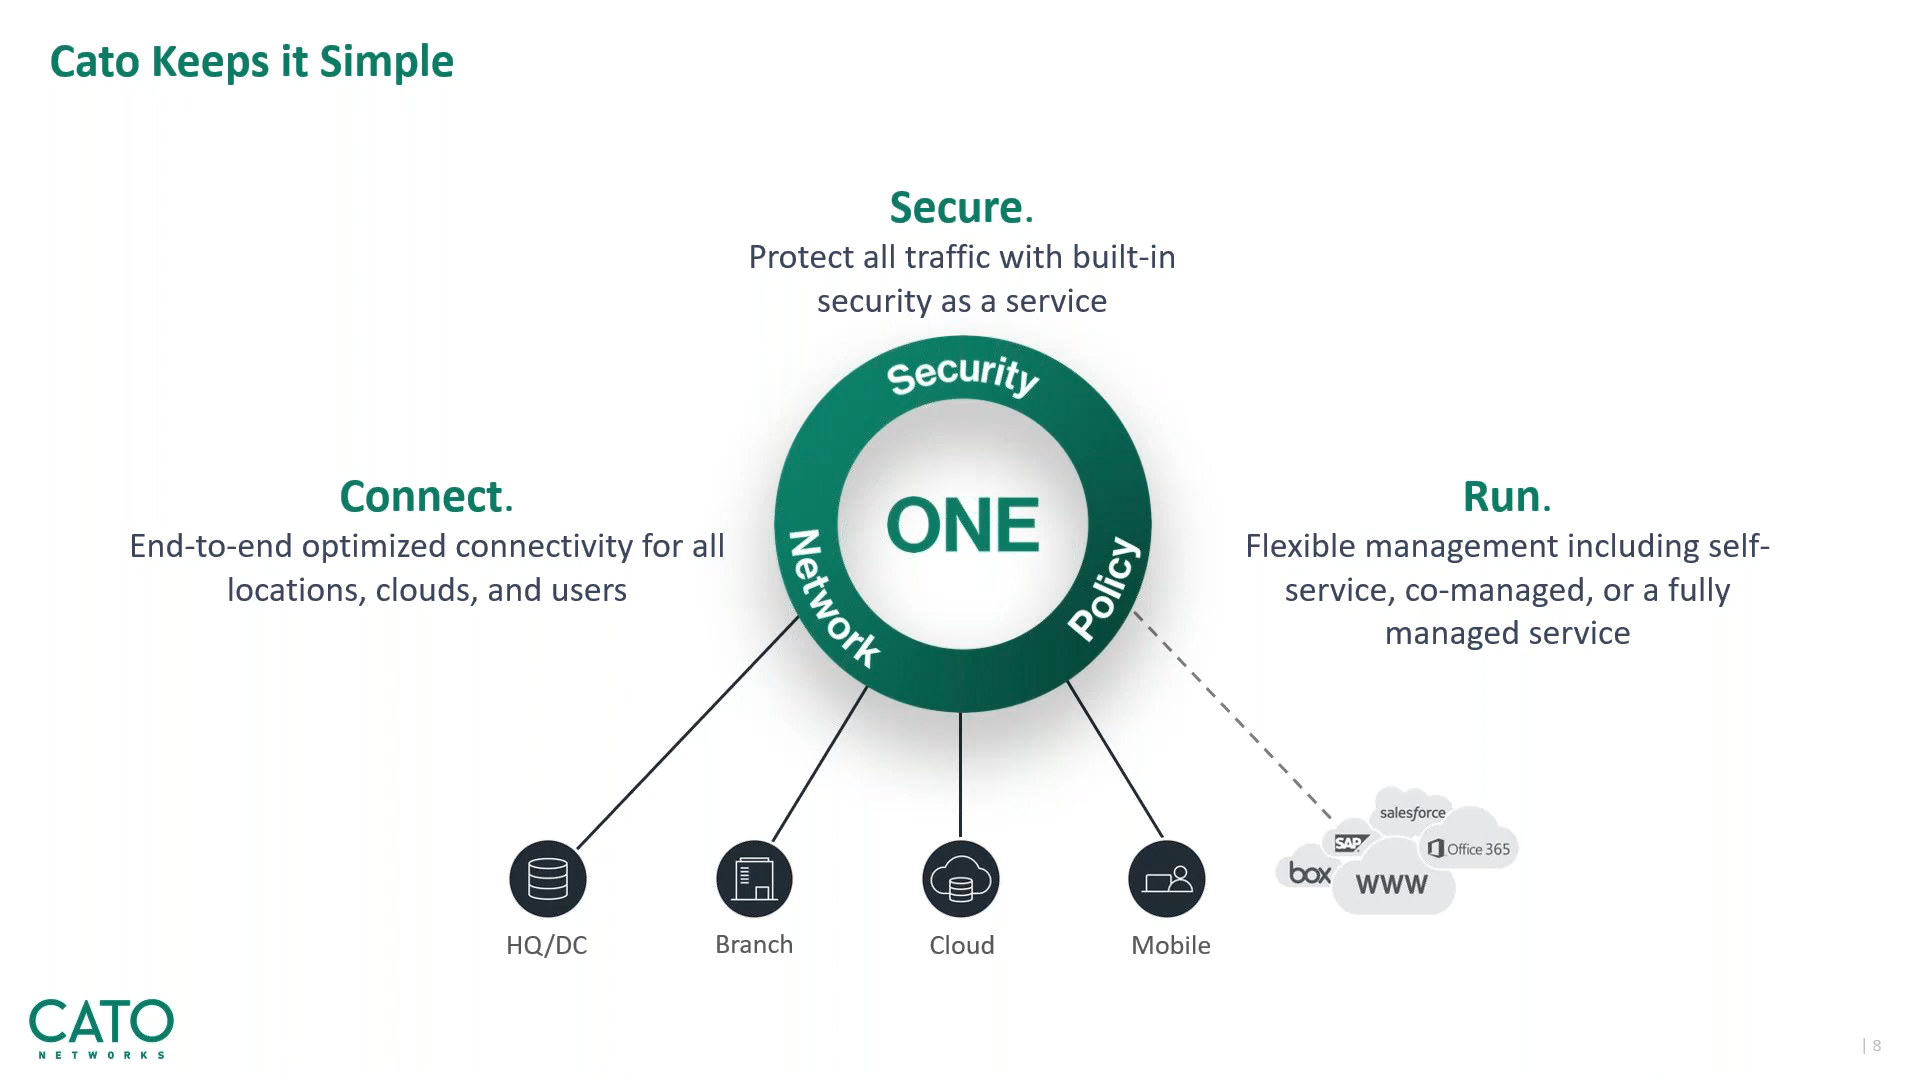 Cato Keeps it Simple
Secure.
Protect all traffic with built-in
security as a service
Security
ONE
Network
Policy
Connect.
End-to-end optimized connectivity for all
locations, clouds, and users
Run.
Flexible management including self-
service, co-managed, or a fully
managed service
salesforce
SAP
Office 365
box
www
HQ/DC
Branch
Cloud
Mobile
CATO
NETWORKS
| 8